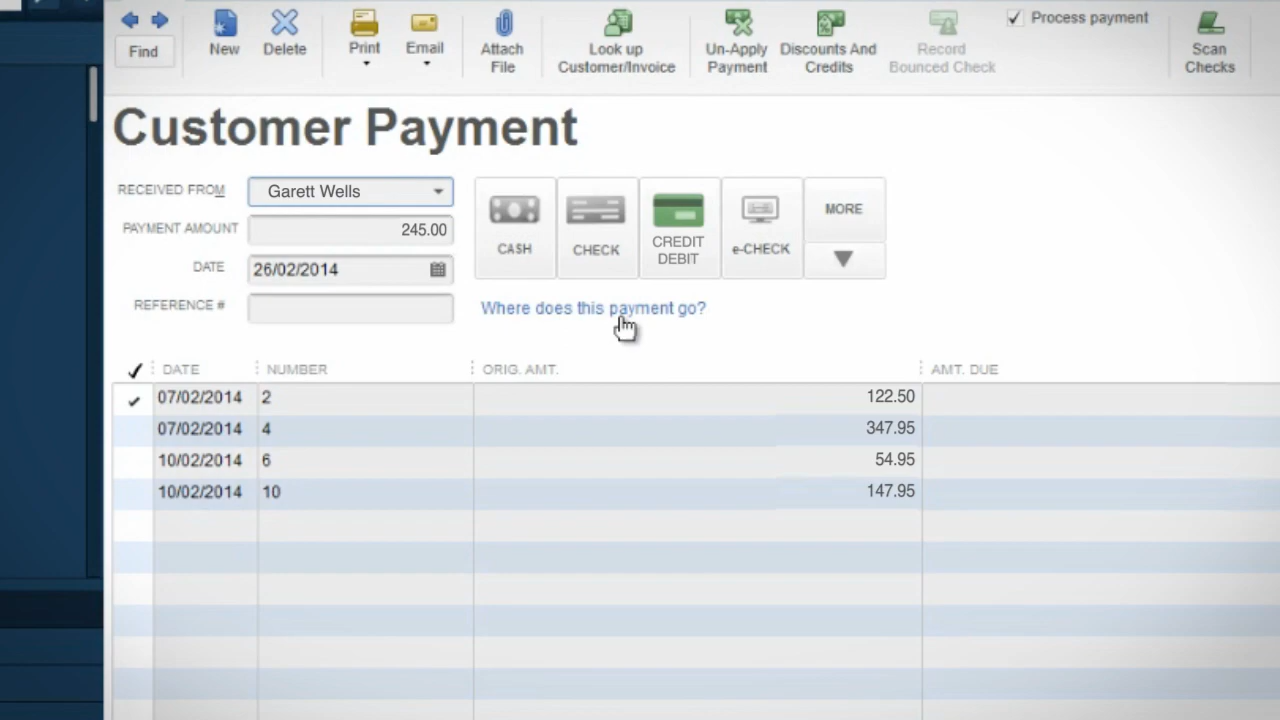 Find
New
Delete
Print
Email
Attach
File
Look up
Customer/Invoice
Un-Apply
Payment
Discounts And
Credits
Record
Bounced Check
Process payment
Scan
Checks
Customer Payment
RECEIVED FROM Garett Wells
PAYMENT AMOUNT 245.00
DATE 26/02/2014
REFERENCE #
CASH
CHECK
CREDIT
DEBIT
e-CHECK
MORE
Where does this payment go?
DATE NUMBER ORIG. AMT. AMT. DUE
07/02/2014 2 122.50
07/02/2014 4 347.95
10/02/2014 6 54.95
10/02/2014 10 147.95